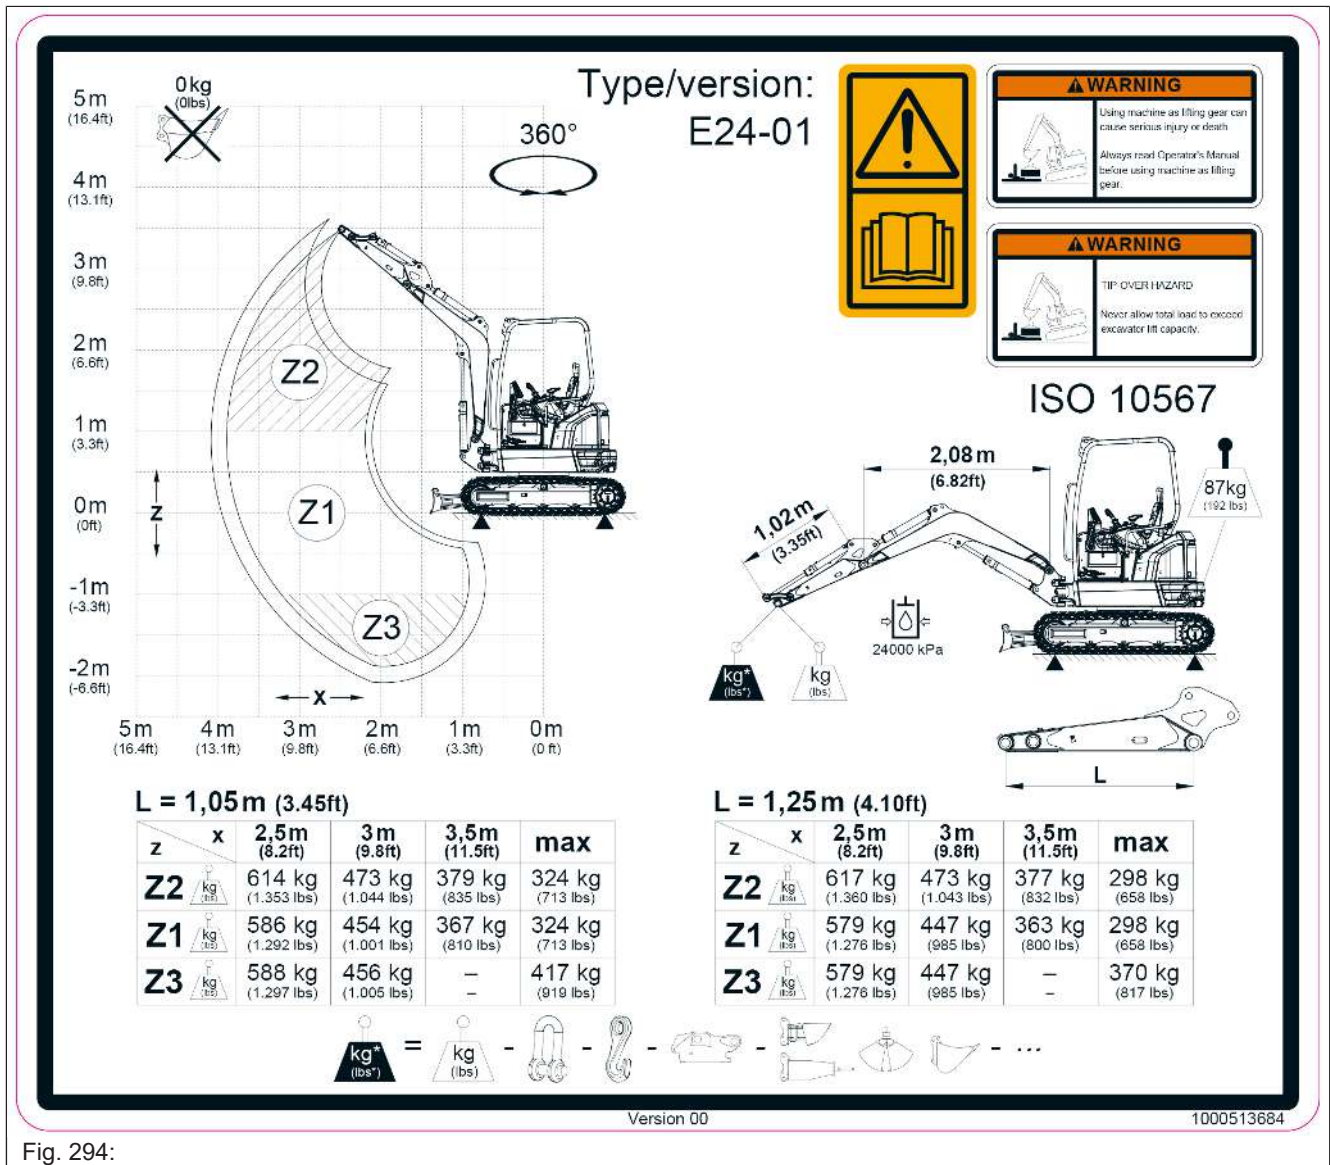 0kg
(0lbs)
5m
(16.4ft)
4m
(13.1ft)
3m
(9.8ft)
2m
(6.6ft)
1m
(3.3ft)
0m
(0ft)
-1m
(-3.3ft)
-2m
(-6.6ft)
z
360°
Z2
Z1
Z3
x
5m
(16.4ft)
4m
(13.1ft)
3m
(9.8ft)
2m
(6.6ft)
1m
(3.3ft)
0m
(0 ft)
Type/version:
E24-01
WARNING
Using machine as lifting gear can
cause serious injury or death
Always read Operator's Manual
before using machine as lifting
gear.
WARNING
TIP OVER HAZARD
Never allow total load to exceed
excavator lift capacity.
ISO 10567
2,08m
(6.82ft)
1,02m
(3.35ft)
87kg
(192 lbs)
24000 kPa
kg*
(lbs*)
kg
(lbs)
L
L = 1,05m (3.45ft)
z x 2,5m 3m 3,5m max
(8.2ft) (9.8ft) (11.5ft)
Z2 kg (lbs) 614 kg 473 kg 379 kg 324 kg
(1.353 lbs) (1.044 lbs) (835 lbs) (713 lbs)
Z1 kg (lbs) 586 kg 454 kg 367 kg 324 kg
(1.292 lbs) (1.001 lbs) (810 lbs) (713 lbs)
Z3 kg (lbs) 588 kg 456 kg – 417 kg
(1.297 lbs) (1.005 lbs) – (919 lbs)
L = 1,25m (4.10ft)
z x 2,5m 3m 3,5m max
(8.2ft) (9.8ft) (11.5ft)
Z2 kg (lbs) 617 kg 473 kg 377 kg 298 kg
(1.360 lbs) (1.043 lbs) (832 lbs) (658 lbs)
Z1 kg (lbs) 579 kg 447 kg 363 kg 298 kg
(1.276 lbs) (985 lbs) (800 lbs) (658 lbs)
Z3 kg (lbs) 579 kg 447 kg – 370 kg
(1.276 lbs) (985 lbs) – (817 lbs)
kg* (lbs*) = kg (lbs) - - - - - ...
Version 00
1000513684
Fig. 294: